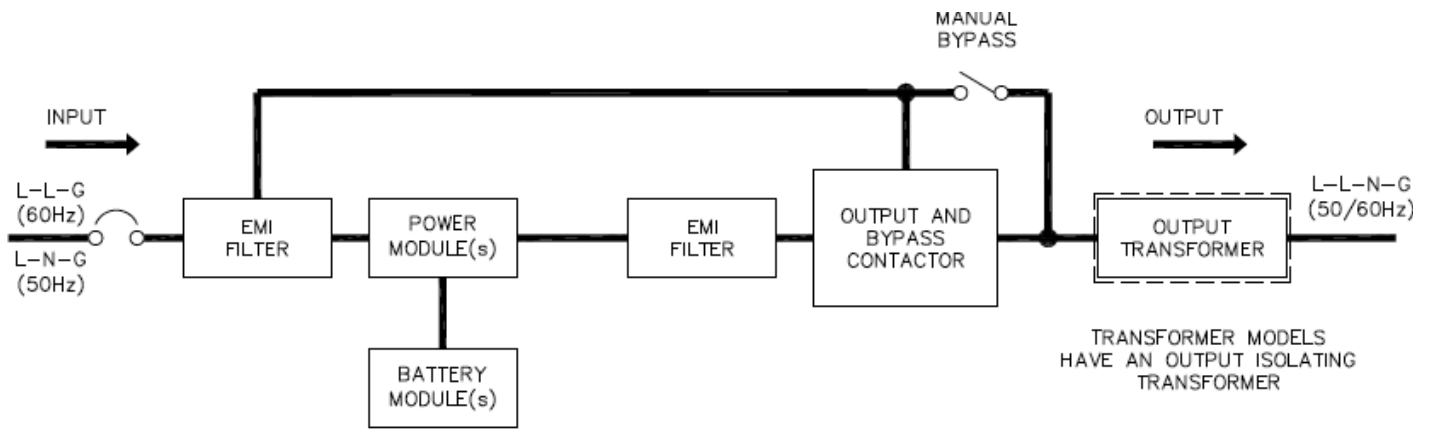 MANUAL
BYPASS
INPUT
OUTPUT
L-L-G
(60Hz)
L-N-G
(50Hz)
EMI
FILTER
POWER
MODULE(s)
EMI
FILTER
OUTPUT AND
BYPASS
CONTACTOR
OUTPUT
TRANSFORMER
L-L-N-G
(50/60Hz)
BATTERY
MODULE(s)
TRANSFORMER MODELS
HAVE AN OUTPUT ISOLATING
TRANSFORMER